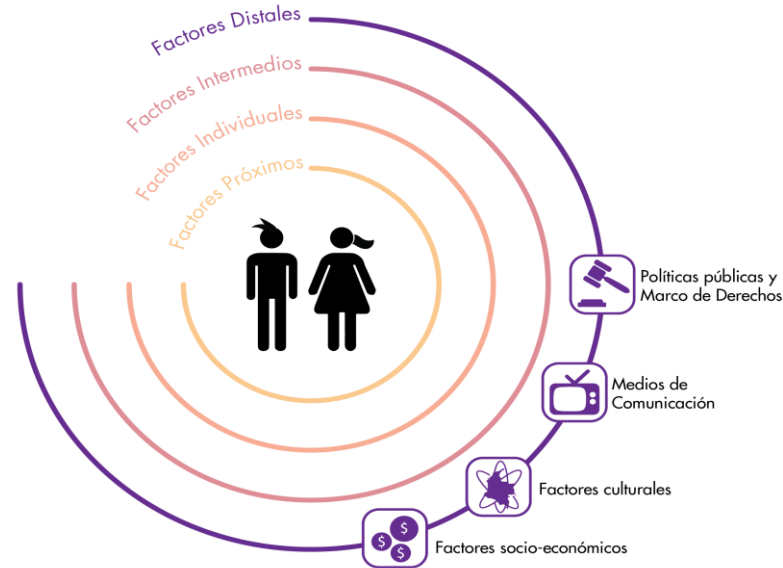 Factores Distales
Factores Intermedios
Factores Individuales
Factores Próximos
Políticas públicas y
Marco de Derechos
Medios de
Comunicación
Factores culturales
$
$
$
Factores socio-económicos